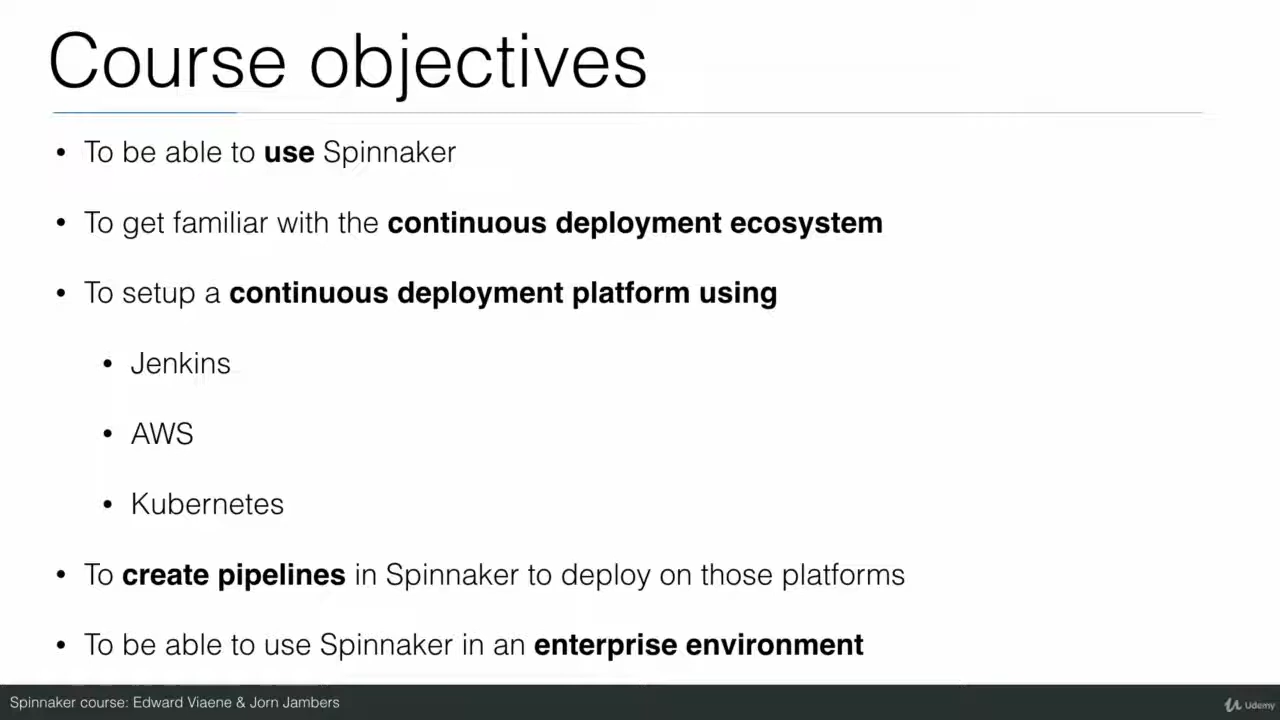 Course objectives
• To be able to use Spinnaker
• To get familiar with the continuous deployment ecosystem
• To setup a continuous deployment platform using
• Jenkins
• AWS
• Kubernetes
• To create pipelines in Spinnaker to deploy on those platforms
• To be able to use Spinnaker in an enterprise environment
Spinnaker course: Edward Viaene & Jorn Jambers
Udemy